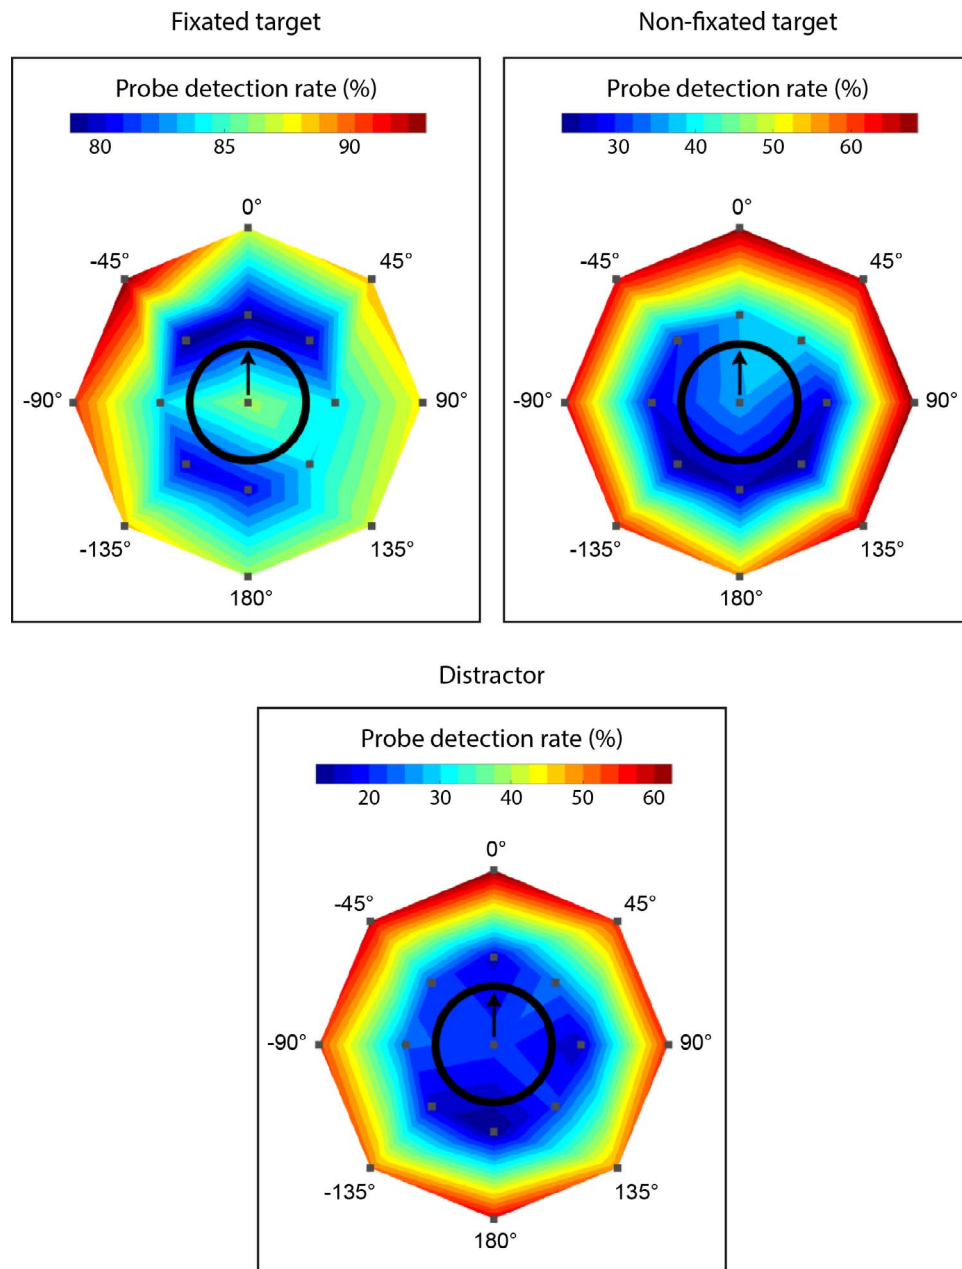 Fixated target
Non-fixated target
Probe detection rate (%)
80 85 90
0°
-45° 45°
-90° 90°
-135° 135°
180°
Probe detection rate (%)
30 40 50 60
0°
-45° 45°
-90° 90°
-135° 135°
180°
Distractor
Probe detection rate (%)
20 30 40 50 60
0°
-45° 45°
-90° 90°
-135° 135°
180°